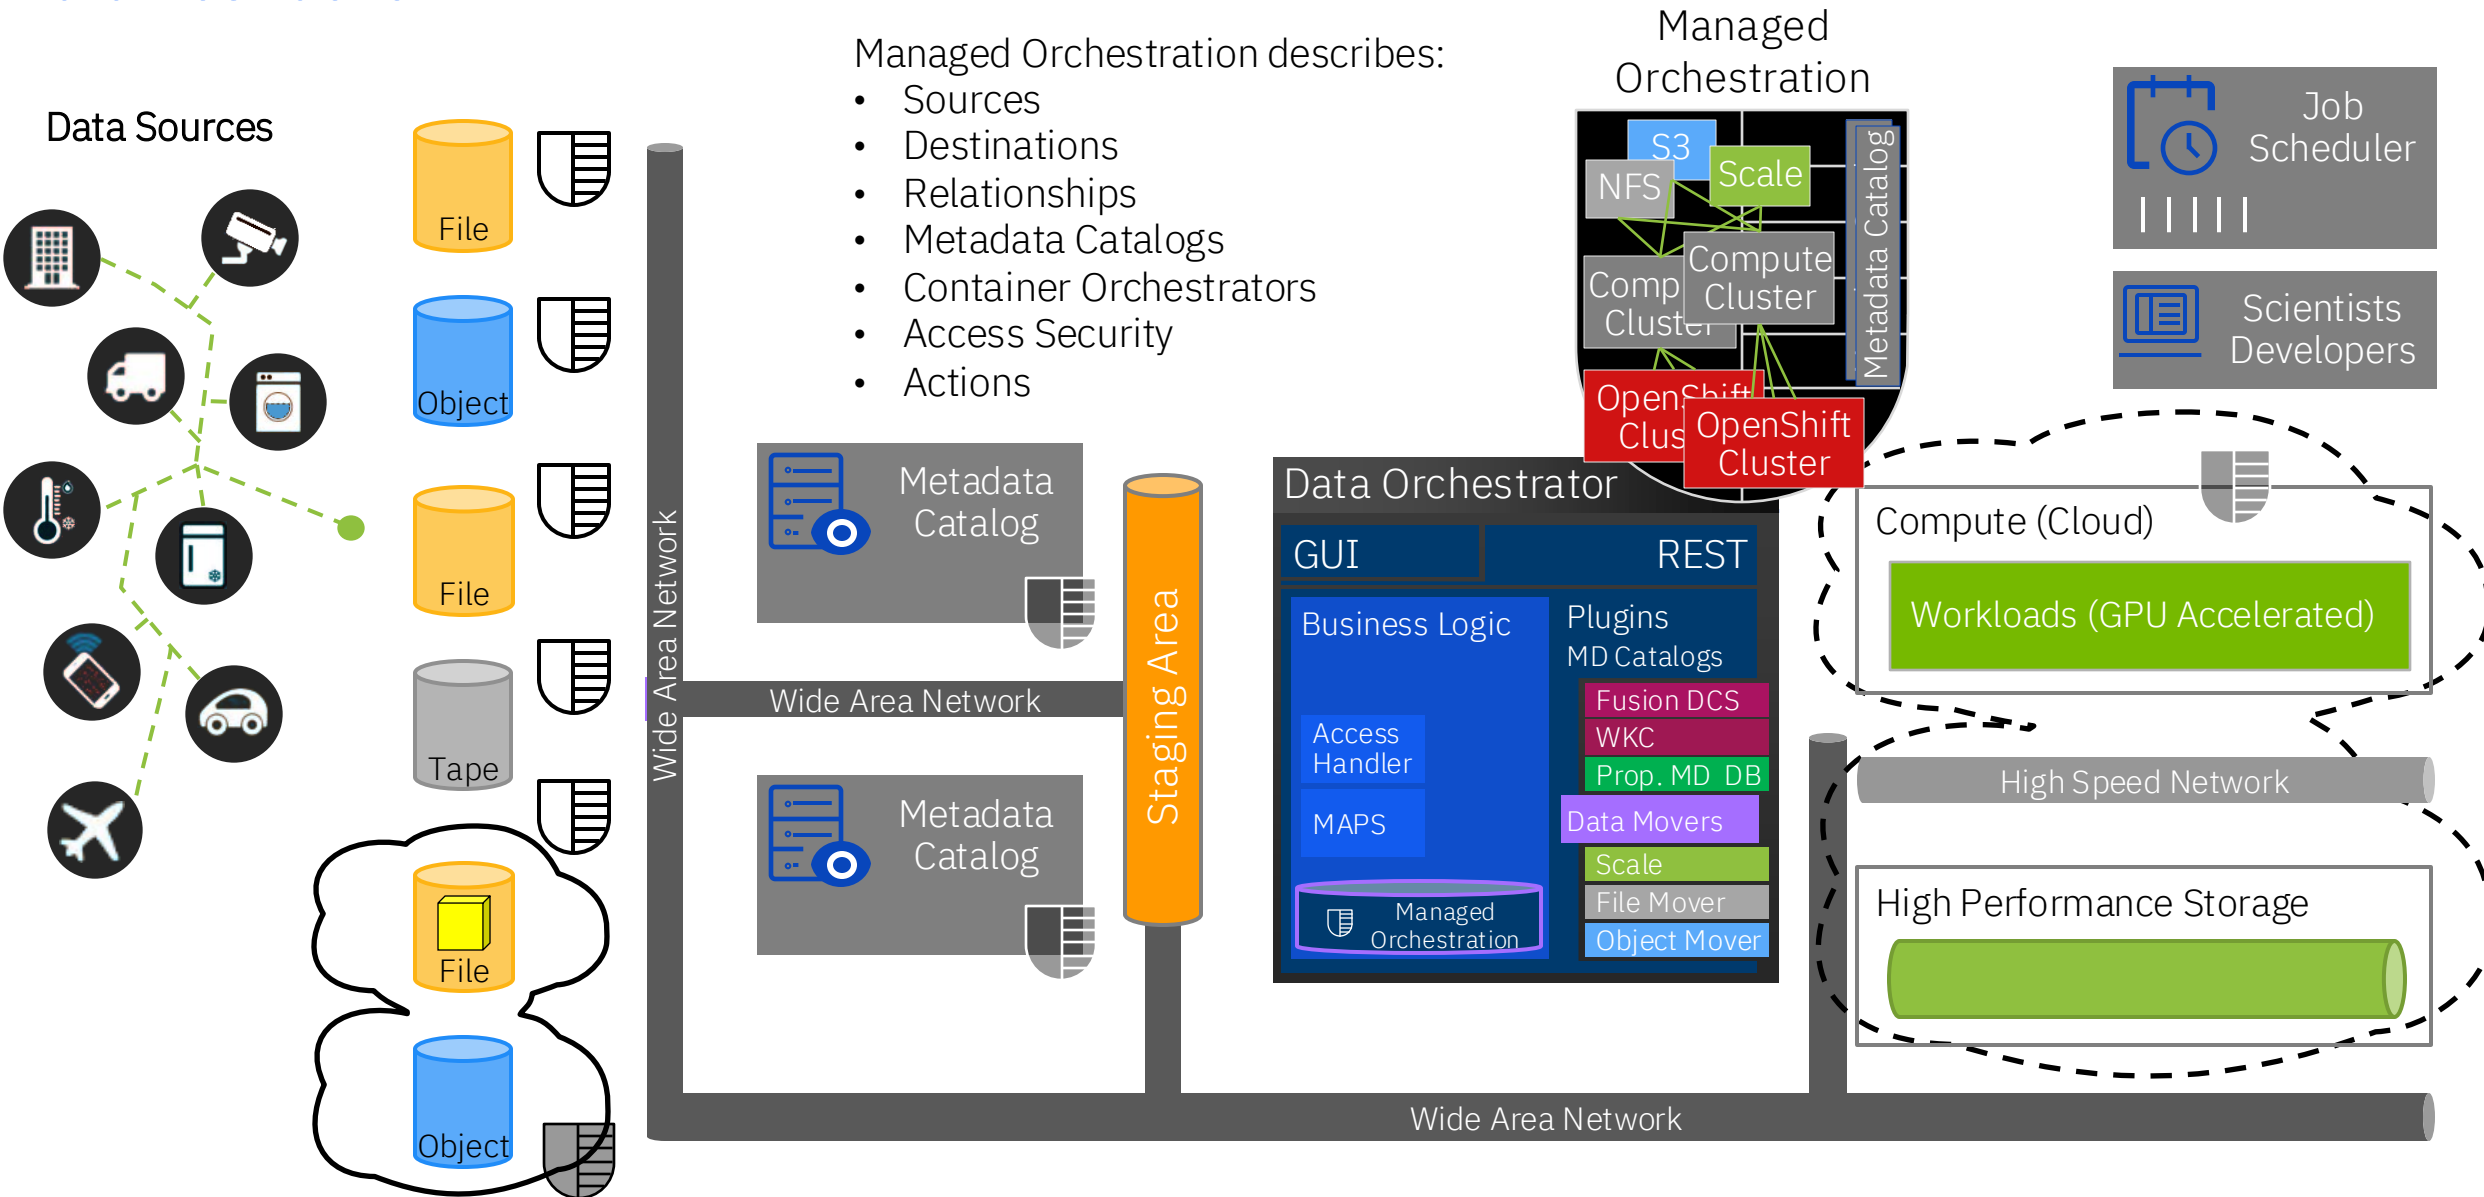 Managed Orchestration describes:
• Sources
• Destinations
• Relationships
• Metadata Catalogs
• Container Orchestrators
• Access Security
• Actions
Data Sources
File
Object
File
Tape
File
Object
Wide Area Network
Metadata
Catalog
Wide Area Network
Metadata
Catalog
Staging Area
Managed
Orchestration
S3
NFS
Scale
Metadata Catalog
Compute
Cluster
Comp
Cluster
OpenShift
Clus
OpenShift
Cluster
Data Orchestrator
GUI
REST
Business Logic
Access
Handler
MAPS
Managed
Orchestration
Plugins
MD Catalogs
Fusion DCS
WKC
Prop. MD DB
Data Movers
Scale
File Mover
Object Mover
Job
Scheduler
Scientists
Developers
Compute (Cloud)
Workloads (GPU Accelerated)
High Speed Network
High Performance Storage
Wide Area Network